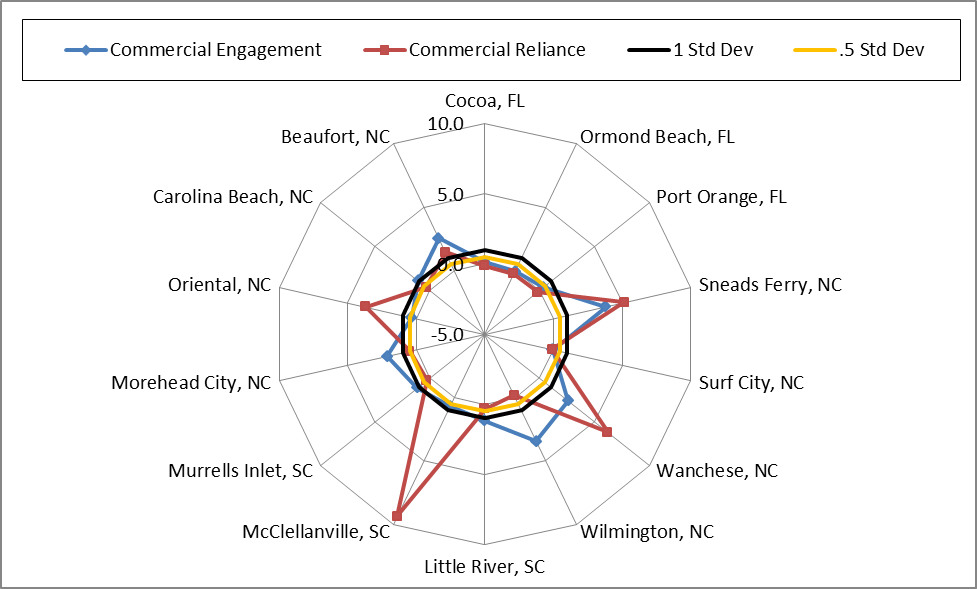 Commercial Engagement Commercial Reliance 1 Std Dev .5 Std Dev
Cocoa, FL
10.0
Beaufort, NC
Ormond Beach, FL
Carolina Beach, NC
Port Orange, FL
5.0
0.0
Oriental, NC
Sneads Ferry, NC
-5.0
Morehead City, NC
Surf City, NC
Murrells Inlet, SC
Wanchese, NC
McClellanville, SC
Wilmington, NC
Little River, SC